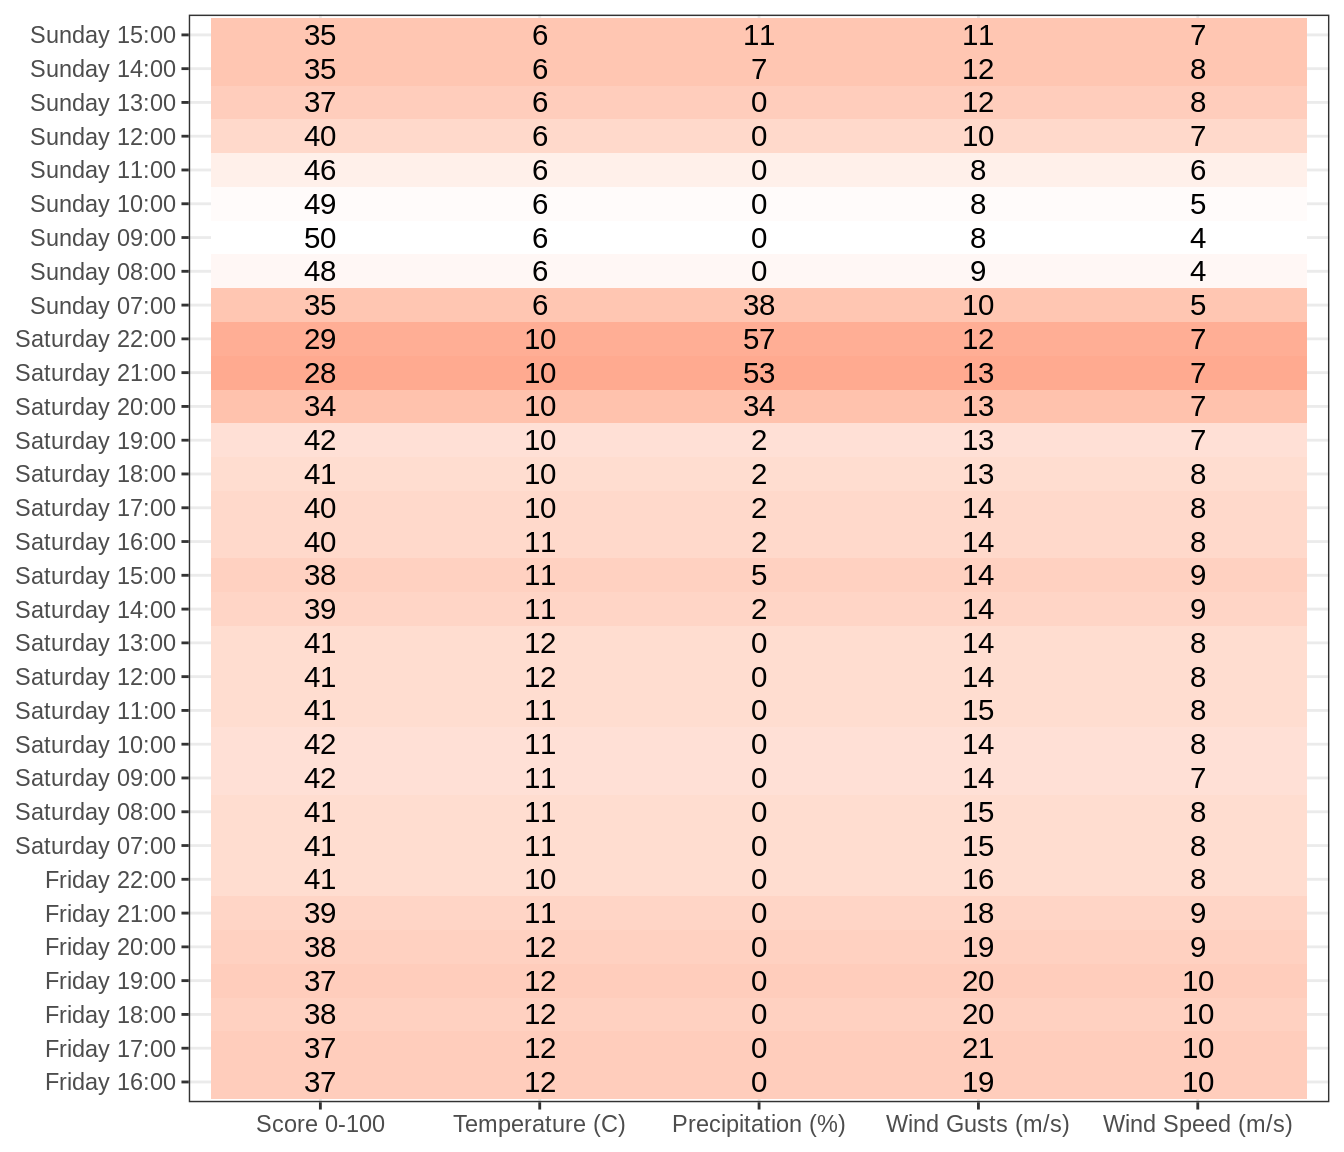 Sunday 15:00 35 6 11 11 7
Sunday 14:00 35 6 7 12 8
Sunday 13:00 37 6 0 12 8
Sunday 12:00 40 6 0 10 7
Sunday 11:00 46 6 0 8 6
Sunday 10:00 49 6 0 8 5
Sunday 09:00 50 6 0 8 4
Sunday 08:00 48 6 0 9 4
Sunday 07:00 35 6 38 10 5
Saturday 22:00 29 10 57 12 7
Saturday 21:00 28 10 53 13 7
Saturday 20:00 34 10 34 13 7
Saturday 19:00 42 10 2 13 7
Saturday 18:00 41 10 2 13 8
Saturday 17:00 40 10 2 14 8
Saturday 16:00 40 11 2 14 8
Saturday 15:00 38 11 5 14 9
Saturday 14:00 39 11 2 14 9
Saturday 13:00 41 12 0 14 8
Saturday 12:00 41 12 0 14 8
Saturday 11:00 41 11 0 15 8
Saturday 10:00 42 11 0 14 8
Saturday 09:00 42 11 0 14 7
Saturday 08:00 41 11 0 15 8
Saturday 07:00 41 11 0 15 8
Friday 22:00 41 10 0 16 8
Friday 21:00 39 11 0 18 9
Friday 20:00 38 12 0 19 9
Friday 19:00 37 12 0 20 10
Friday 18:00 38 12 0 20 10
Friday 17:00 37 12 0 21 10
Friday 16:00 37 12 0 19 10
Score 0-100 Temperature (C) Precipitation (%) Wind Gusts (m/s) Wind Speed (m/s)